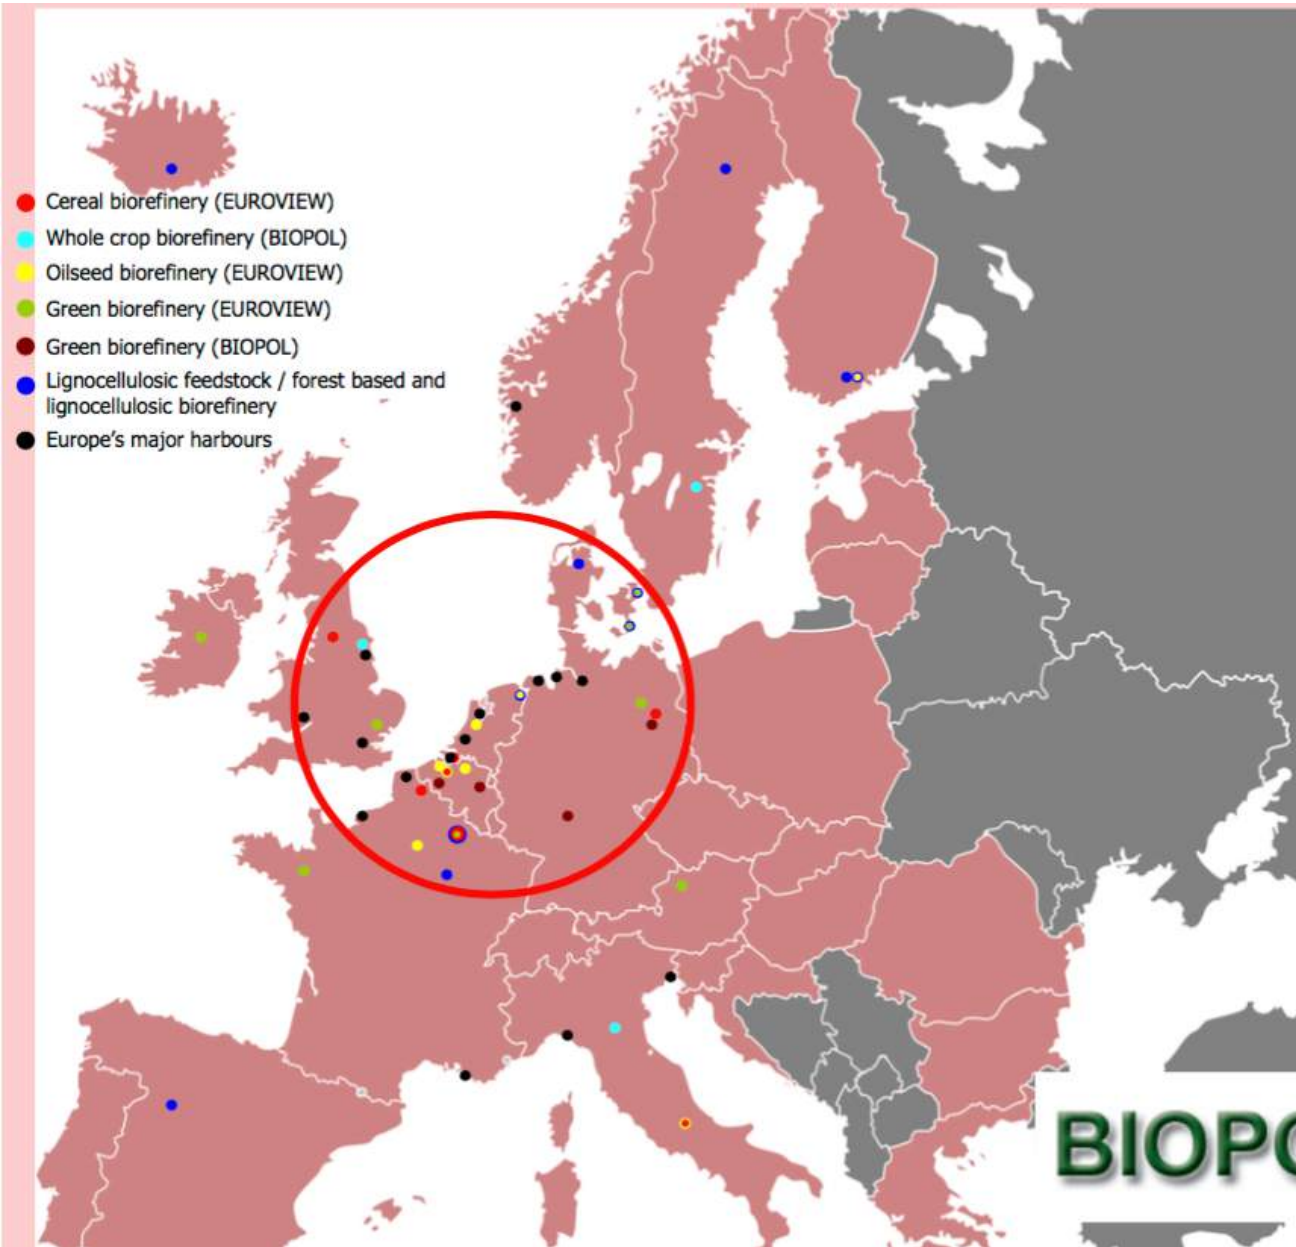 Cereal biorefinery (EUROVIEW)
Whole crop biorefinery (BIOPOL)
Oilseed biorefinery (EUROVIEW)
Green biorefinery (EUROVIEW)
Green biorefinery (BIOPOL)
Lignocellulosic feedstock / forest based and
lignocellulosic biorefinery
Europe's major harbours
BIOPO